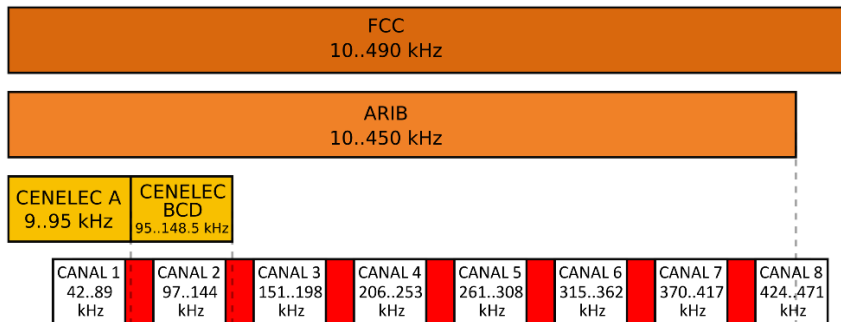 FCC
10..490 kHz
ARIB
10..450 kHz
CENELEC A
9..95 kHz
CENELEC
BCD
95..148.5 kHz
CANAL 1
42..89
kHz
CANAL 2
97..144
kHz
CANAL 3
151..198
kHz
CANAL 4
206..253
kHz
CANAL 5
261..308
kHz
CANAL 6
315..362
kHz
CANAL 7
370..417
kHz
CANAL 8
424..471
kHz